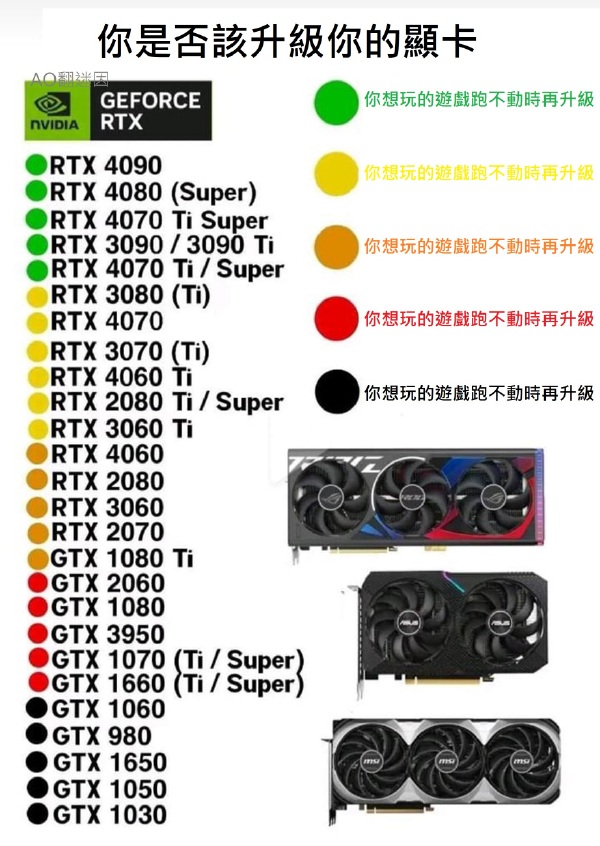 你是否該升級你的顯卡
AO翻迷因
NVIDIA
GEFORCE
RTX
RTX 4090
RTX 4080 (Super)
RTX 4070 Ti Super
RTX 3090 / 3090 Ti
RTX 4070 Ti / Super
RTX 3080 (Ti)
RTX 4070
RTX 3070 (Ti)
RTX 4060 Ti
RTX 2080 Ti / Super
RTX 3060 Ti
RTX 4060
RTX 2080
RTX 3060
RTX 2070
GTX 1080 Ti
GTX 2060
GTX 1080
GTX 3950
GTX 1070 (Ti / Super)
GTX 1660 (Ti / Super)
GTX 1060
GTX 980
GTX 1650
GTX 1050
GTX 1030
你想玩的遊戲跑不動時再升級
你想玩的遊戲跑不動時再升級
你想玩的遊戲跑不動時再升級
你想玩的遊戲跑不動時再升級
你想玩的遊戲跑不動時再升級
ASUS
ASUS
msi
msi
msi